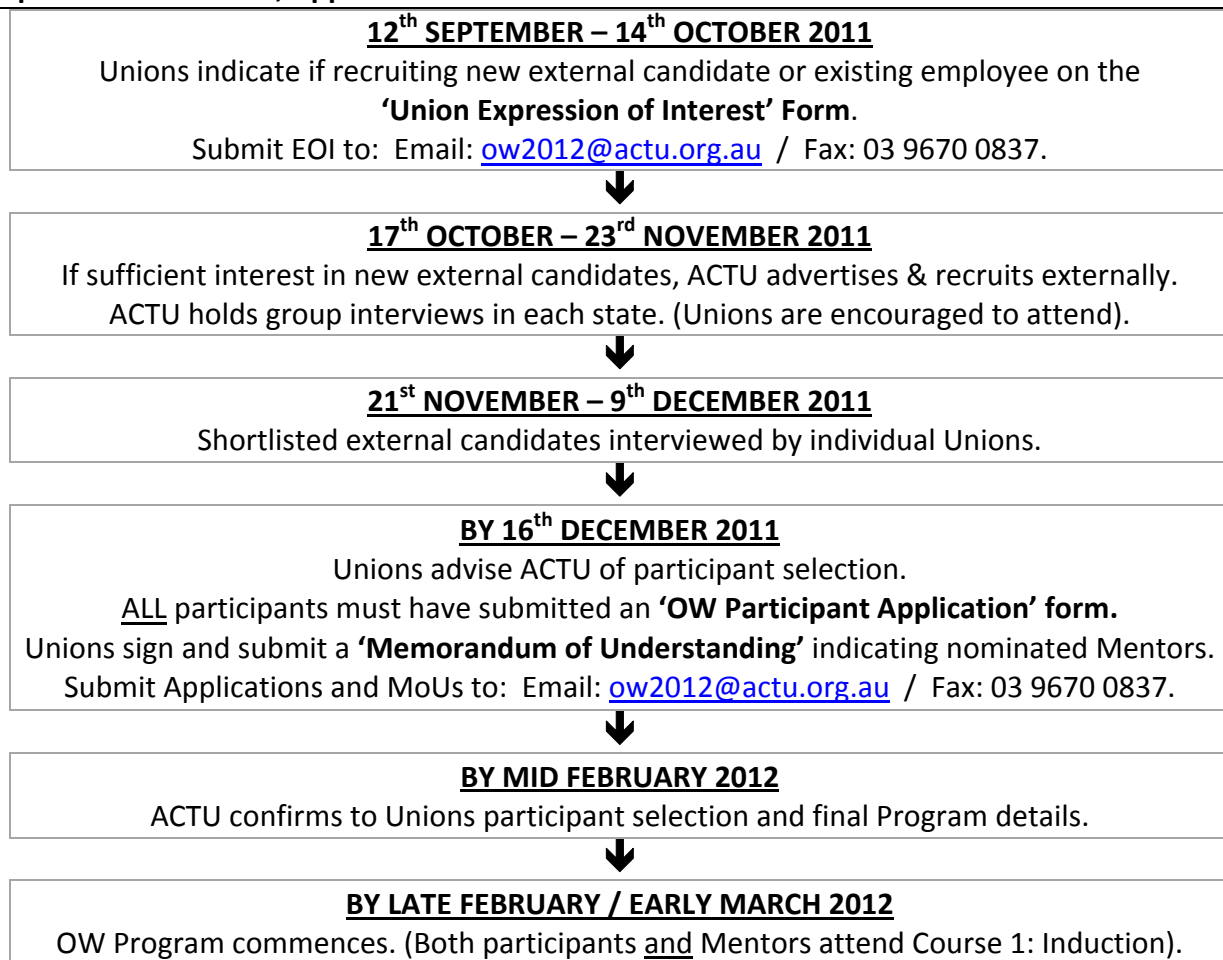 12th SEPTEMBER – 14th OCTOBER 2011
Unions indicate if recruiting new external candidate or existing employee on the
‘Union Expression of Interest’ Form.
Submit EOI to: Email: ow2012@actu.org.au / Fax: 03 9670 0837.
17th OCTOBER – 23rd NOVEMBER 2011
If sufficient interest in new external candidates, ACTU advertises & recruits externally.
ACTU holds group interviews in each state. (Unions are encouraged to attend).
21st NOVEMBER – 9th DECEMBER 2011
Shortlisted external candidates interviewed by individual Unions.
BY 16th DECEMBER 2011
Unions advise ACTU of participant selection.
ALL participants must have submitted an ‘OW Participant Application’ form.
Unions sign and submit a ‘Memorandum of Understanding’ indicating nominated Mentors.
Submit Applications and MoUs to: Email: ow2012@actu.org.au / Fax: 03 9670 0837.
BY MID FEBRUARY 2012
ACTU confirms to Unions participant selection and final Program details.
BY LATE FEBRUARY / EARLY MARCH 2012
OW Program commences. (Both participants and Mentors attend Course 1: Induction).